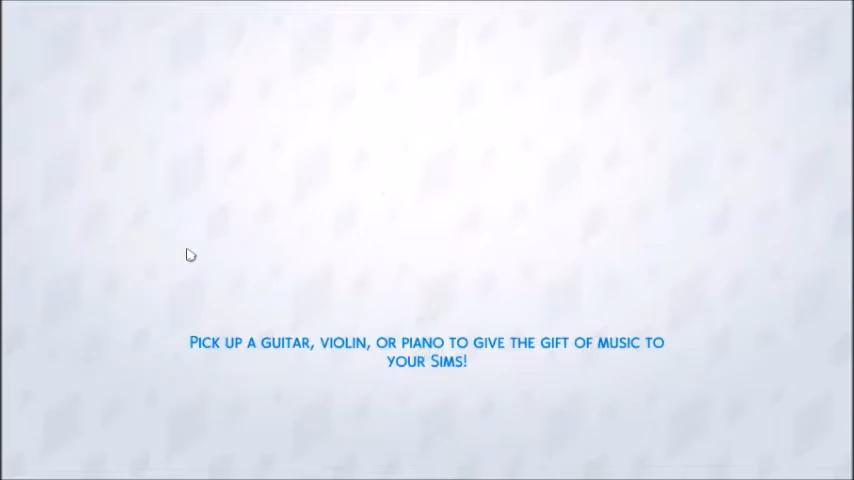 Pick up a guitar, violin, or piano to give the gift of music to
your Sims!